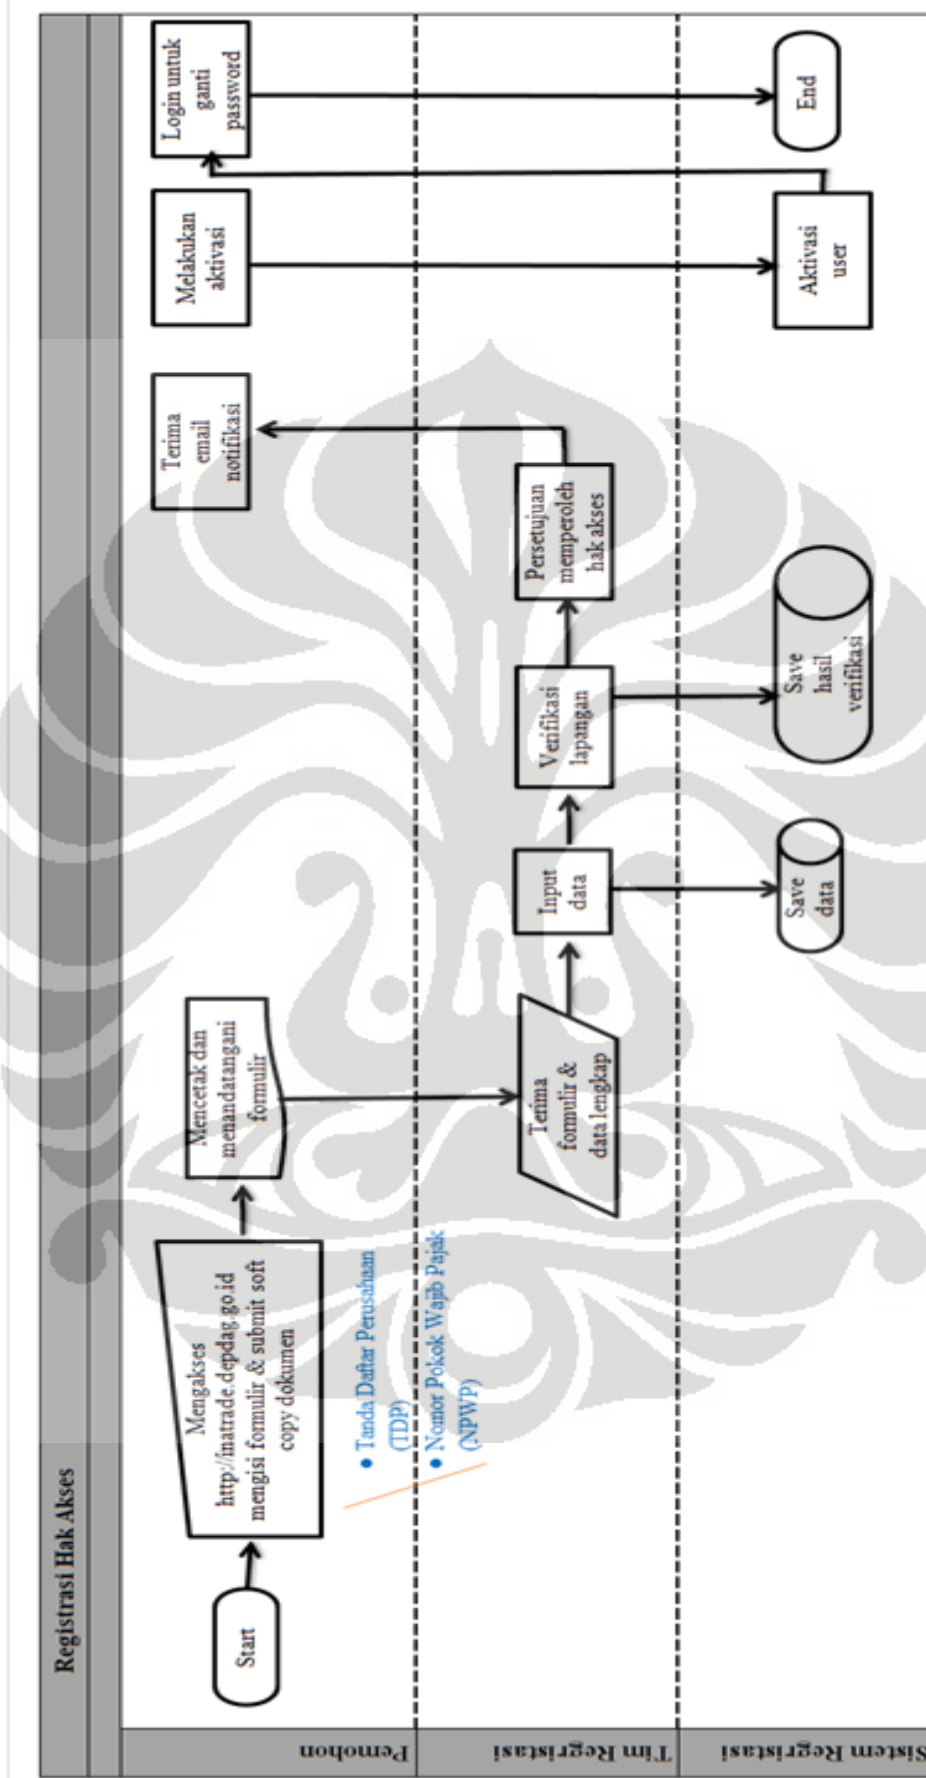 Registrasi Hak Akses
Pemohon
Start
Mengakses
http://inatrade.depdag.go.id
mengisi formulir & submit soft
copy dokumen
● Tanda Daftar Perusahaan
(TDP)
● Nomor Pokok Wajib Pajak
(NPWP)
Mencetak dan
menandatangani
formulir
Terima
email
notifikasi
Melakukan
aktivasi
Login untuk
ganti
password
Tim Regristasi
Terima
formulir &
data lengkap
Input
data
Verifikasi
lapangan
Persetujuan
memperoleh
hak akses
Sistem Regristasi
Save
data
Save
hasil
verifikasi
Aktivasi
user
End